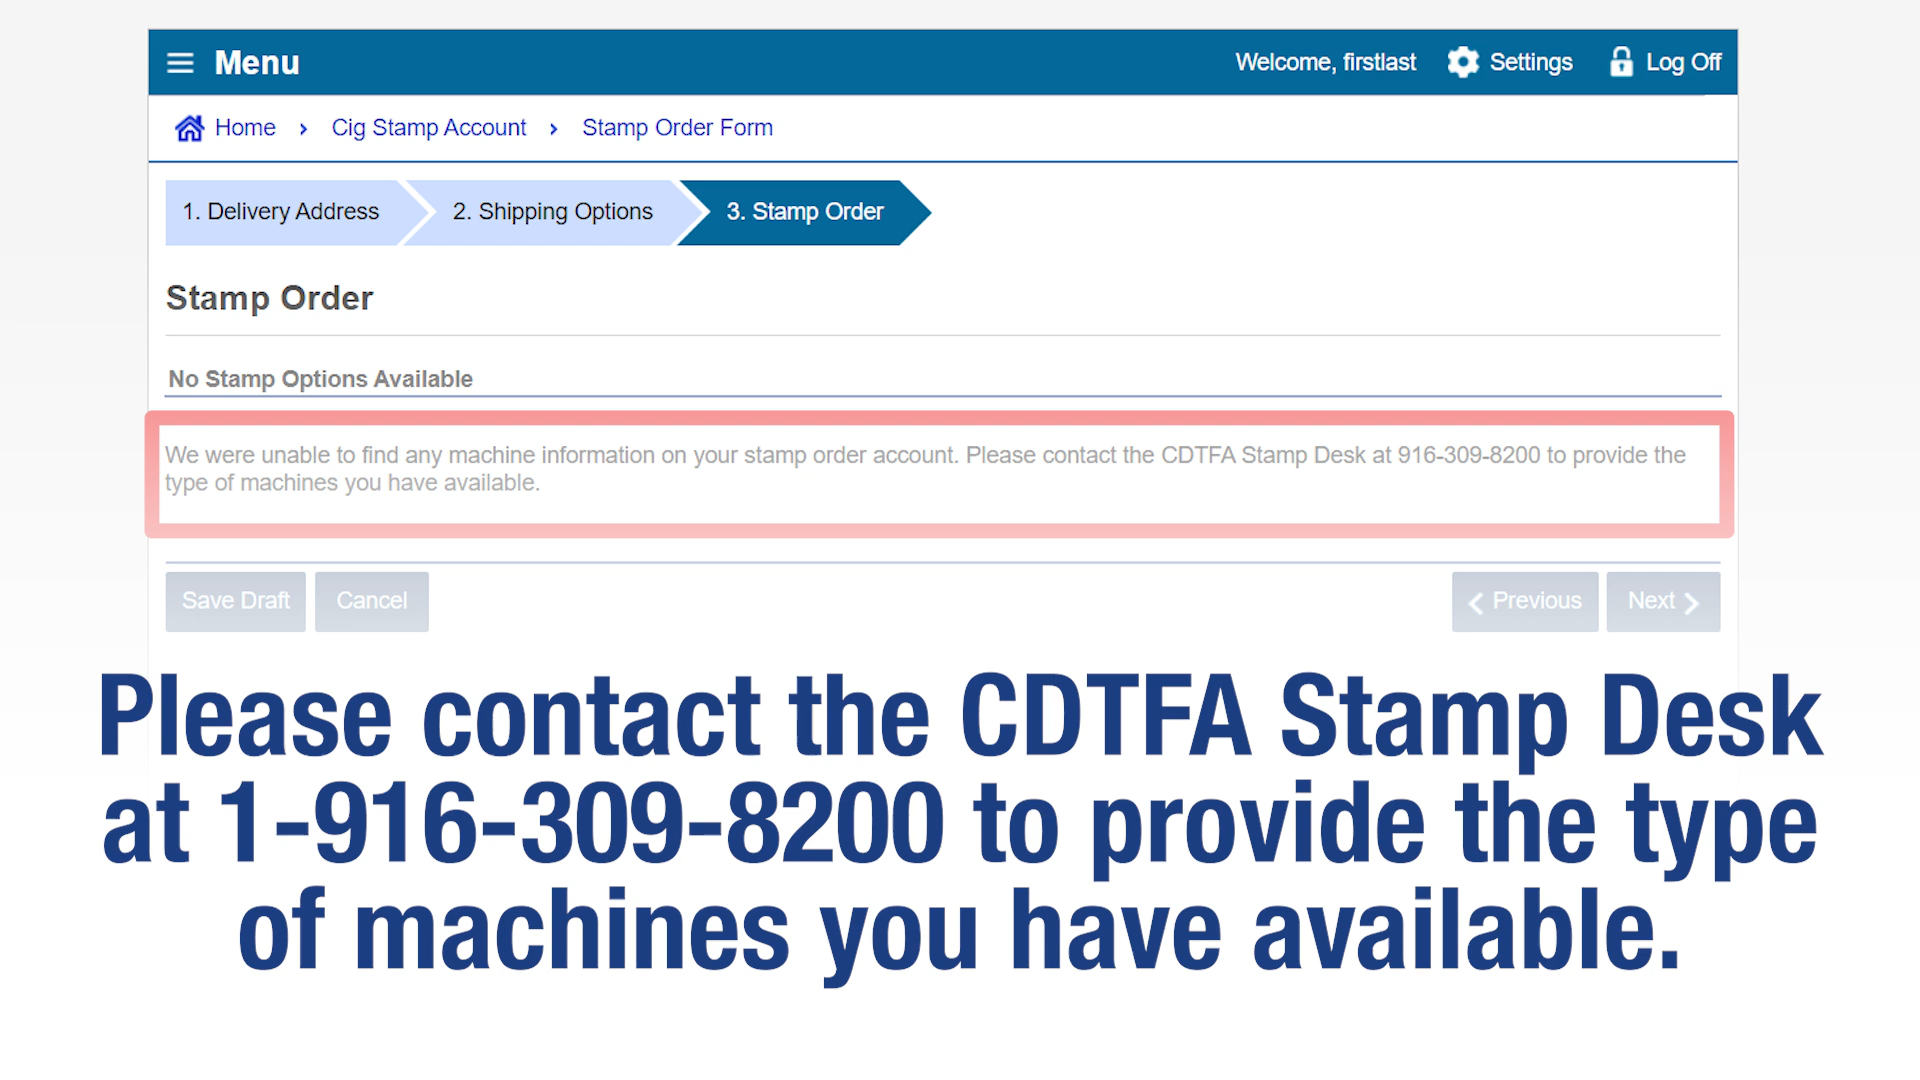 Menu
Welcome, firstlast Settings Log Off
Home › Cig Stamp Account › Stamp Order Form
1. Delivery Address 2. Shipping Options 3. Stamp Order
Stamp Order
No Stamp Options Available
We were unable to find any machine information on your stamp order account. Please contact the CDTFA Stamp Desk at 916-309-8200 to provide the
type of machines you have available.
Save Draft Cancel Previous Next
Please contact the CDTFA Stamp Desk
at 1-916-309-8200 to provide the type
of machines you have available.